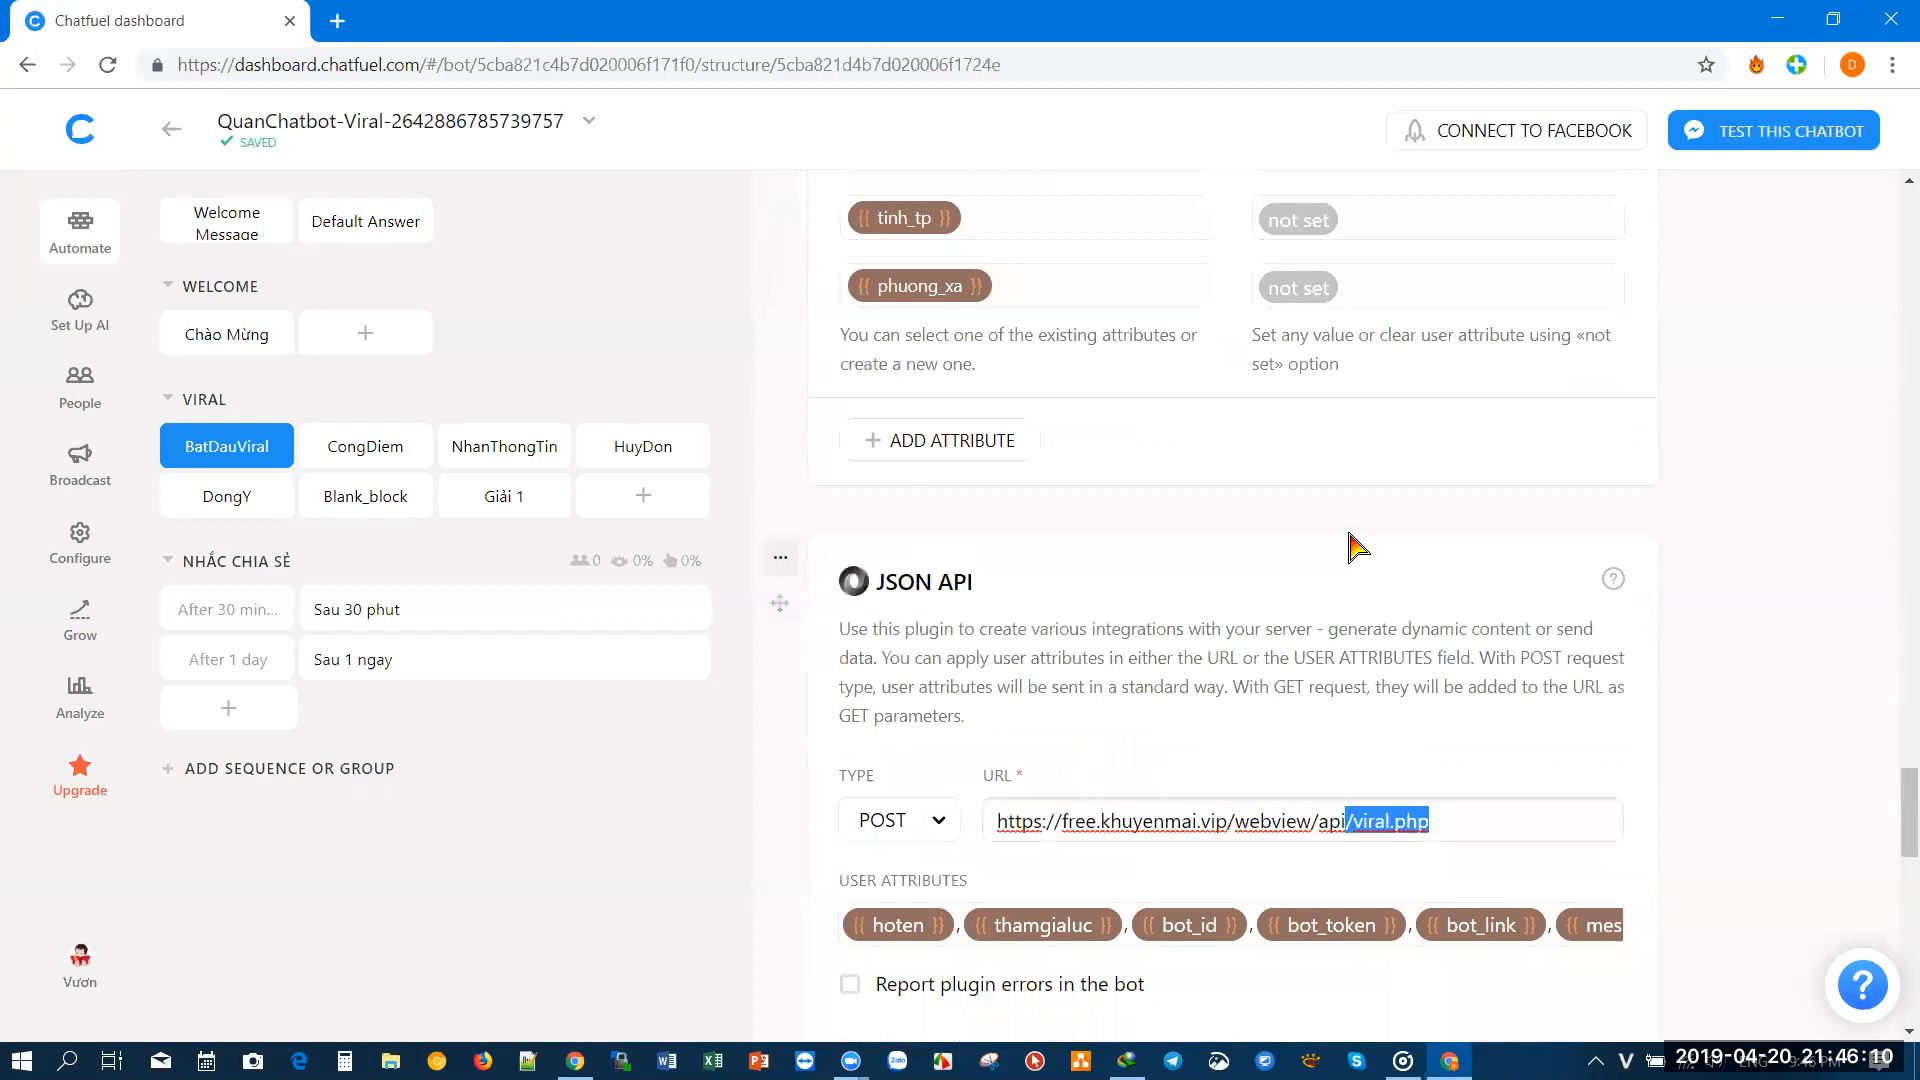 Chatfuel dashboard
https://dashboard.chatfuel.com/#/bot/5cba821c4b7d020006f171f0/structure/5cba821d4b7d020006f1724e
D
QuanChatbot-Viral-2642886785739757
SAVED
CONNECT TO FACEBOOK
TEST THIS CHATBOT
Automate
Set Up AI
People
Broadcast
Configure
Grow
Analyze
Upgrade
Vươn
Welcome
Message
Default Answer
WELCOME
Chào Mừng
VIRAL
BatDauViral
CongDiem
NhanThongTin
HuyDon
DongY
Blank_block
Giải 1
NHẮC CHIA SẺ
0
0%
0%
After 30 min...
Sau 30 phut
After 1 day
Sau 1 ngay
ADD SEQUENCE OR GROUP
{{ tinh_tp }}
not set
{{ phuong_xa }}
not set
You can select one of the existing attributes or
create a new one.
Set any value or clear user attribute using «not
set» option
ADD ATTRIBUTE
JSON API
Use this plugin to create various integrations with your server - generate dynamic content or send
data. You can apply user attributes in either the URL or the USER ATTRIBUTES field. With POST request
type, user attributes will be sent in a standard way. With GET request, they will be added to the URL as
GET parameters.
TYPE
URL *
POST
https://free.khuyenmai.vip/webview/api/viral.php
USER ATTRIBUTES
{{ hoten }}, {{ thamgialuc }}, {{ bot_id }}, {{ bot_token }}, {{ bot_link }}, {{ mes
Report plugin errors in the bot
2019-04-20 21:46:10